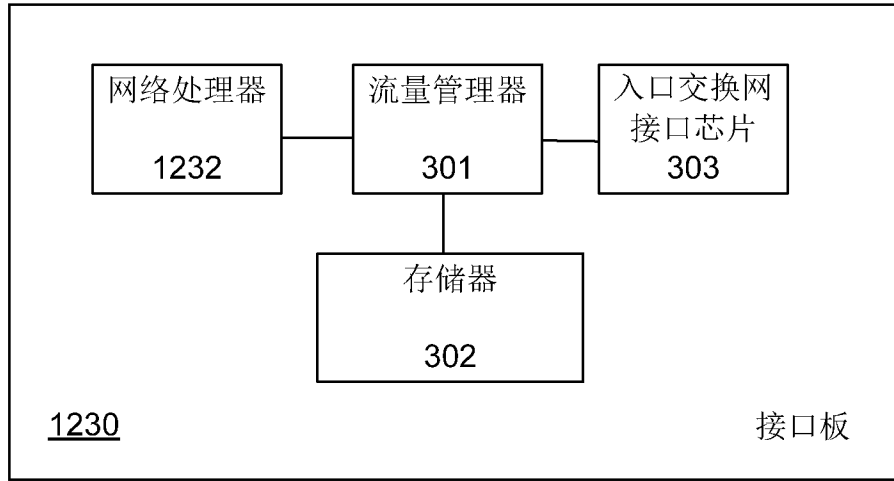 网络处理器
1232
流量管理器
301
入口交换网
接口芯片
303
存储器
302
1230
接口板